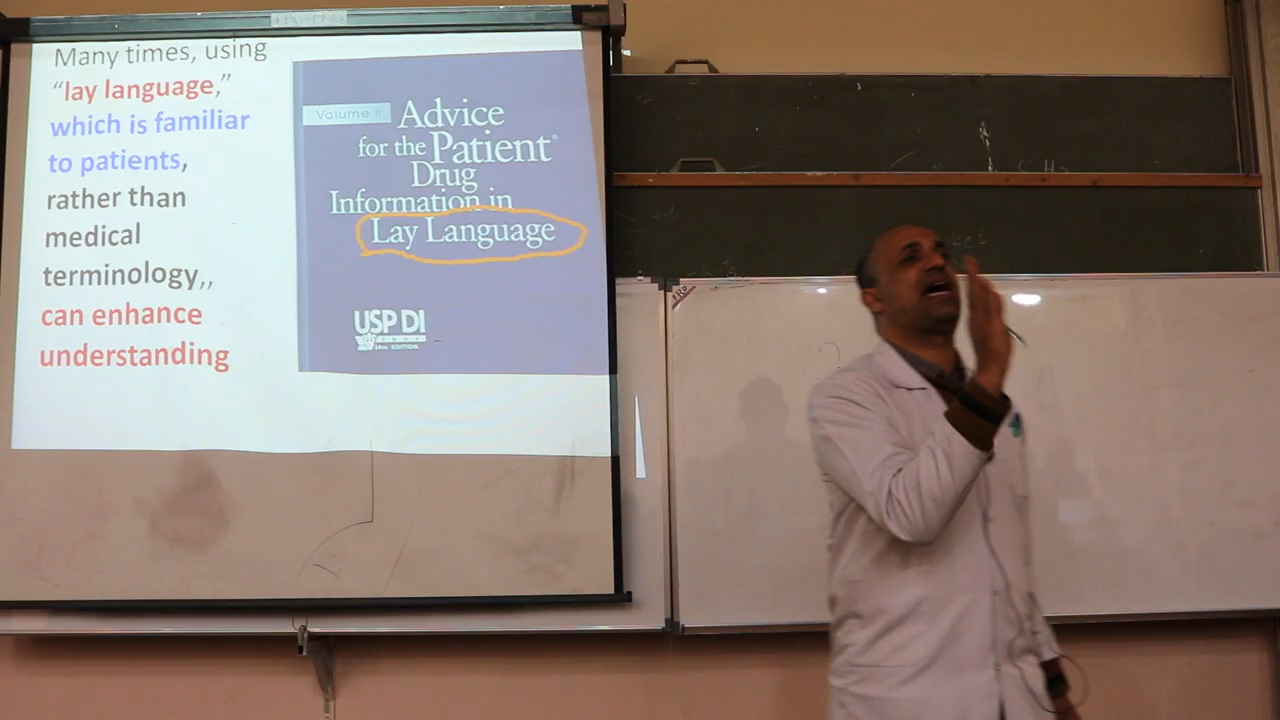 Many times, using
“lay language,”
which is familiar
to patients,
rather than
medical
terminology,,
can enhance
understanding
Volume II
Advice
for the Patient®
Drug
Information in
Lay Language
USP DI
EDITION